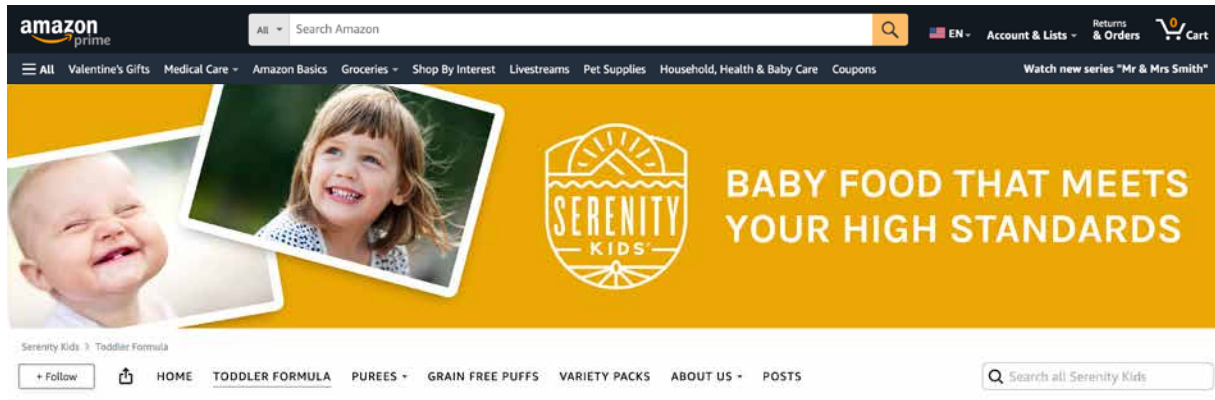 amazon prime
All Search Amazon
EN Account & Lists Returns & Orders 0 Cart
All Valentine's Gifts Medical Care Amazon Basics Groceries Shop By Interest Livestreams Pet Supplies Household, Health & Baby Care Coupons Watch new series "Mr & Mrs Smith"
SERENITY
KIDS
BABY FOOD THAT MEETS
YOUR HIGH STANDARDS
Serenity Kids > Toddler Formula
+ Follow HOME TODDLER FORMULA PUREES GRAIN FREE PUFFS VARIETY PACKS ABOUT US POSTS Search all Serenity Kids